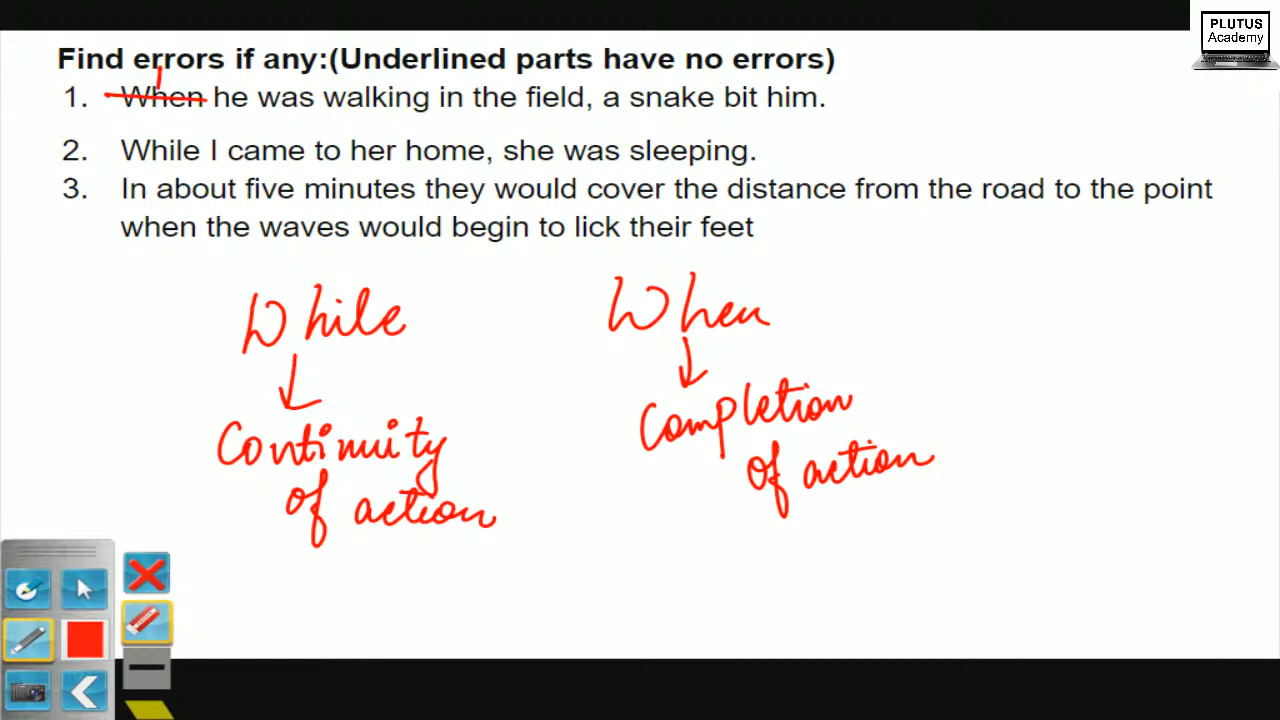 PLUTUS
Academy
Find errors if any:(Underlined parts have no errors)
1. When he was walking in the field, a snake bit him.
2. While I came to her home, she was sleeping.
3. In about five minutes they would cover the distance from the road to the point
when the waves would begin to lick their feet
While When
Continuity Completion
of action of action